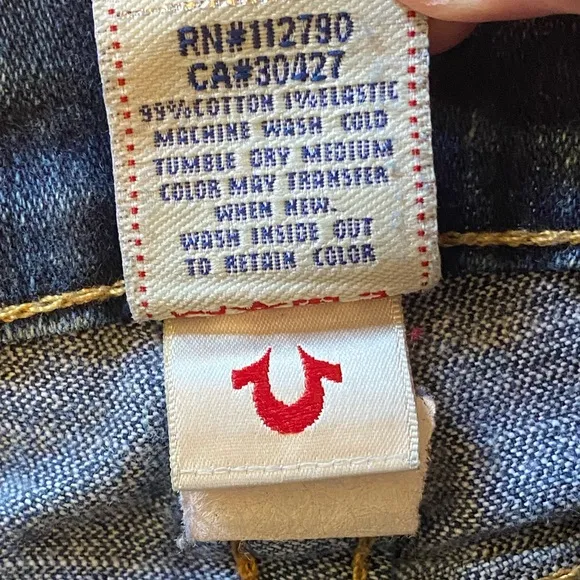 RN#112790
CA#30427
99%COTTON 1%ELASTIC
MACHINE WASH COLD
TUMBLE DRY MEDIUM
COLOR MAY TRANSFER
WHEN NEW.
WASH INSIDE OUT
TO RETAIN COLOR